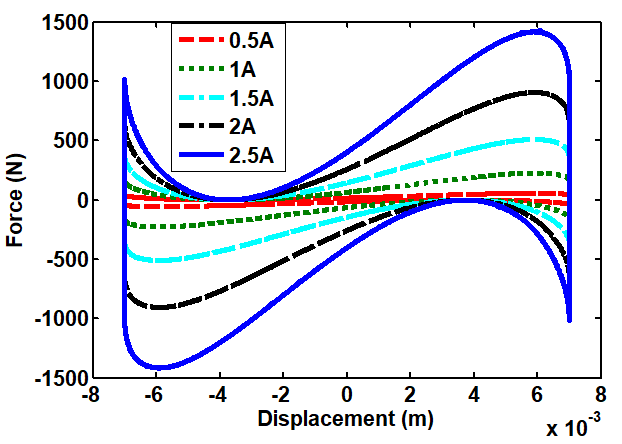 1500
1000
500
0
-500
-1000
-1500
Force (N)
0.5A
1A
1.5A
2A
2.5A
-8 -6 -4 -2 0 2 4 6 8
Displacement (m)
x 10⁻³